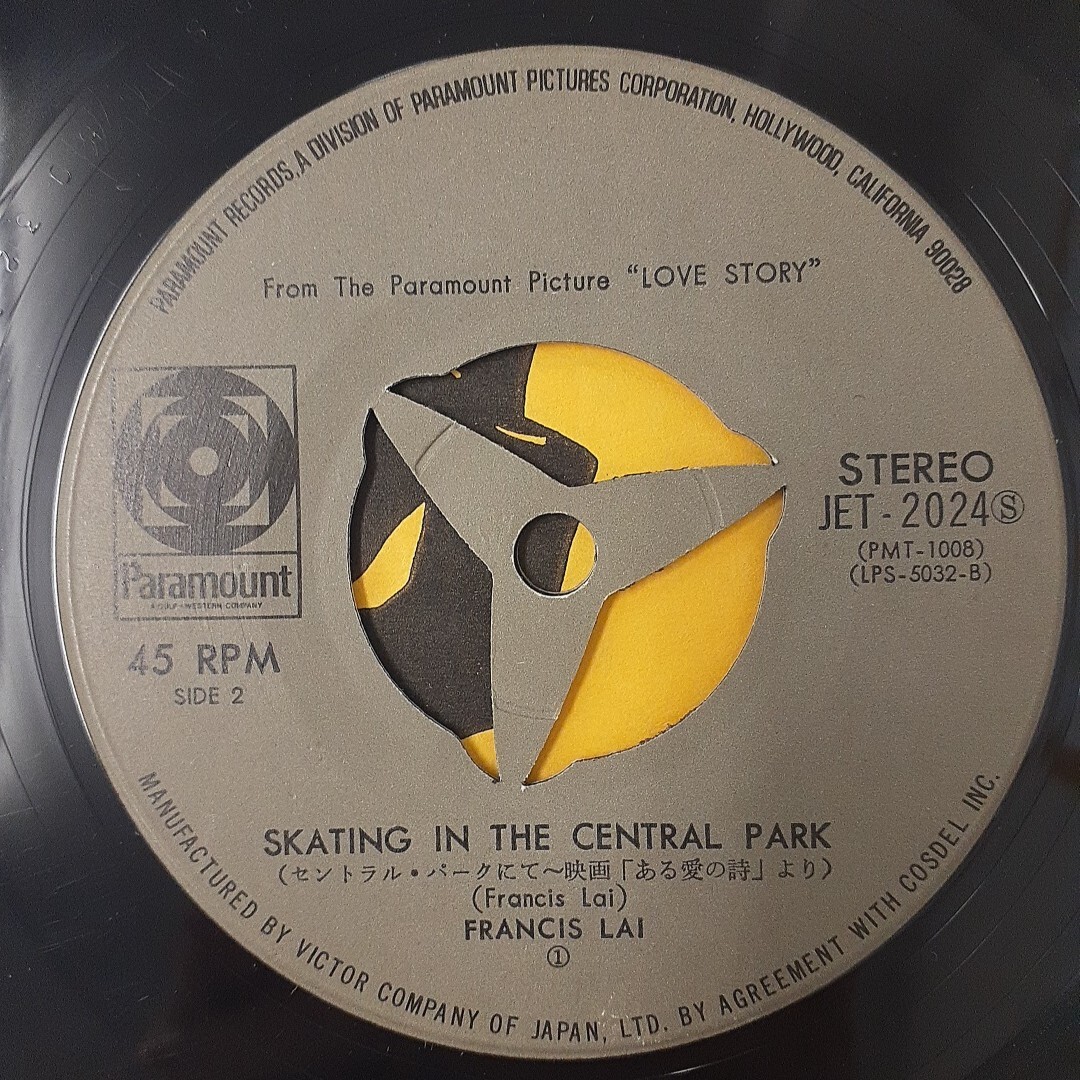 PARAMOUNT RECORDS, A DIVISION OF PARAMOUNT PICTURES CORPORATION, HOLLYWOOD, CALIFORNIA 90028
From The Paramount Picture “LOVE STORY”
Paramount
A GULF+WESTERN COMPANY
45 RPM
SIDE 2
STEREO
JET-2024Ⓢ
(PMT-1008)
(LPS-5032-B)
SKATING IN THE CENTRAL PARK
(セントラル・パークにて～映画「ある愛の詩」より)
(Francis Lai)
FRANCIS LAI
①
MANUFACTURED BY VICTOR COMPANY OF JAPAN, LTD. BY AGREEMENT WITH COSDEL INC.